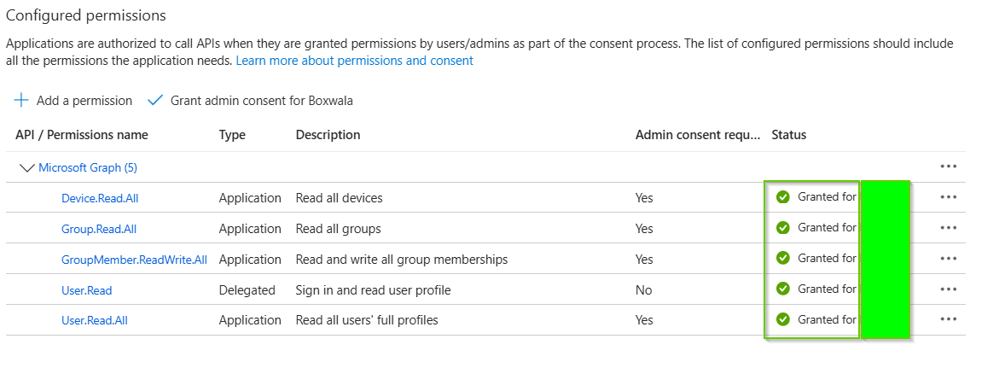 Configured permissions
Applications are authorized to call APIs when they are granted permissions by users/admins as part of the consent process. The list of configured permissions should include
all the permissions the application needs. Learn more about permissions and consent
Add a permission Grant admin consent for Boxwala
API / Permissions name Type Description Admin consent requ... Status
Microsoft Graph (5)
Device.Read.All Application Read all devices Yes Granted for
Group.Read.All Application Read all groups Yes Granted for
GroupMember.ReadWrite.All Application Read and write all group memberships Yes Granted for
User.Read Delegated Sign in and read user profile No Granted for
User.Read.All Application Read all users' full profiles Yes Granted for